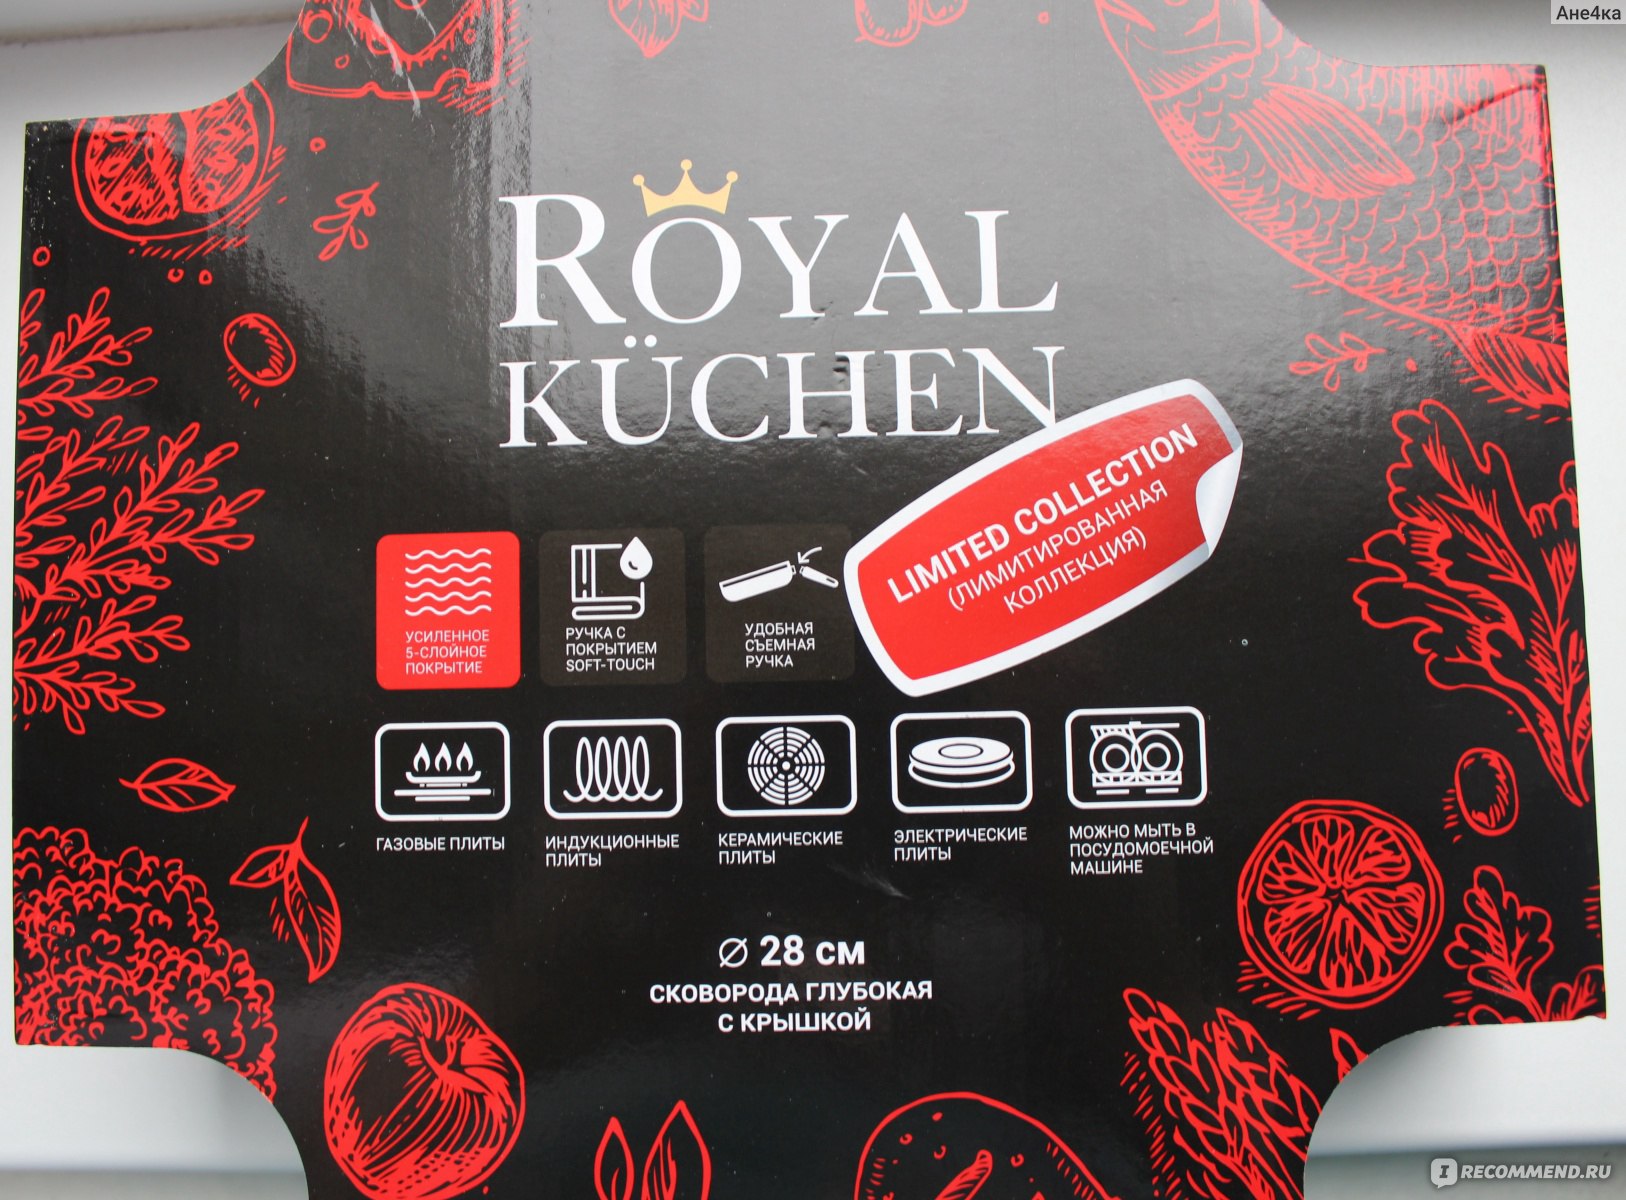 Ане4ка
ROYAL
KÜCHEN
LIMITED COLLECTION
(ЛИМИТИРОВАННАЯ
КОЛЛЕКЦИЯ)
УСИЛЕННОЕ
5-СЛОЙНОЕ
ПОКРЫТИЕ
РУЧКА С
ПОКРЫТИЕМ
SOFT-TOUCH
УДОБНАЯ
СЪЕМНАЯ
РУЧКА
ГАЗОВЫЕ ПЛИТЫ
ИНДУКЦИОННЫЕ
ПЛИТЫ
КЕРАМИЧЕСКИЕ
ПЛИТЫ
ЭЛЕКТРИЧЕСКИЕ
ПЛИТЫ
МОЖНО МЫТЬ В
ПОСУДОМОЕЧНОЙ
МАШИНЕ
⌀ 28 см
СКОВОРОДА ГЛУБОКАЯ
С КРЫШКОЙ
IRECOMMEND.RU